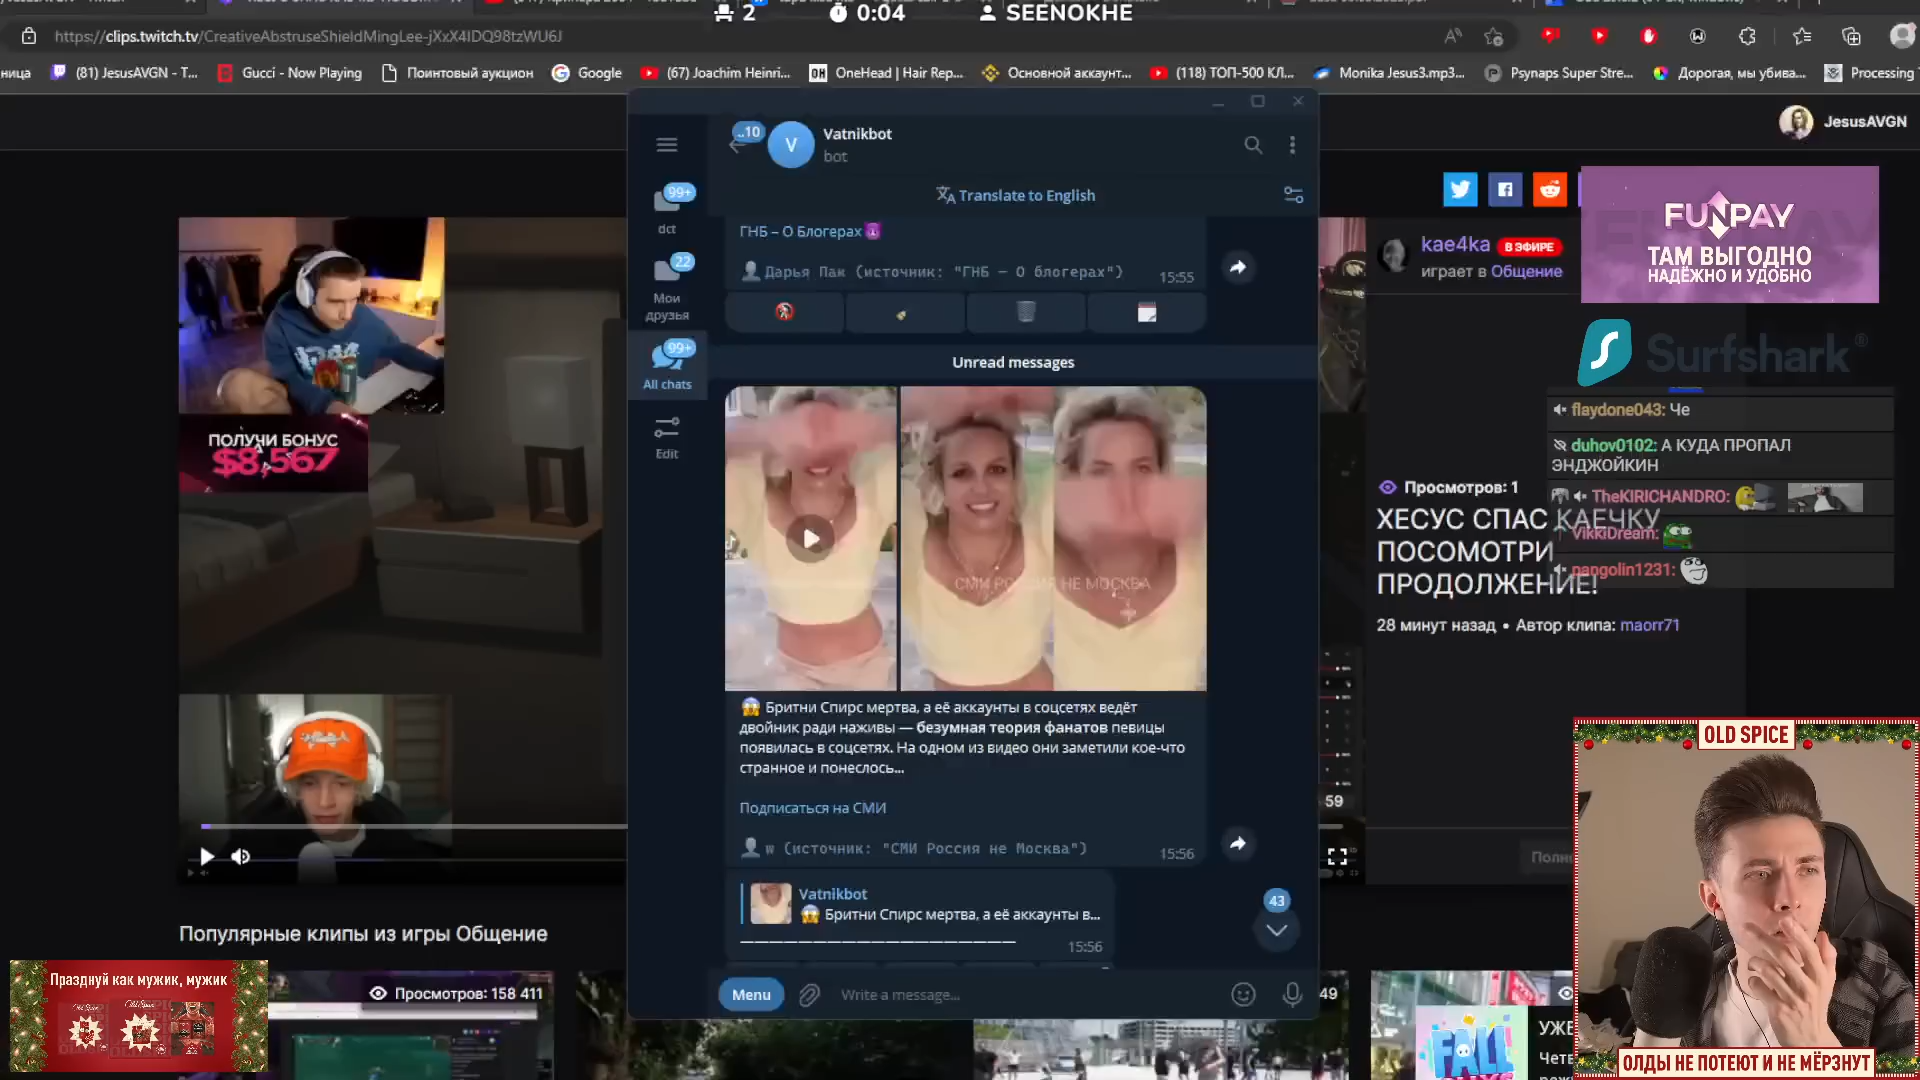 2
0:04
SEENOKHE
https://clips.twitch.tv/CreativeAbstruseShieldMingLee-jXxX4IDQ98tzWU6J
ница
(81) JesusAVGN - T...
Gucci - Now Playing
Поинтовый аукцион
Google
(67) Joachim Heinri...
OneHead | Hair Rep...
Основной аккаунт...
(118) ТОП-500 КЛ...
Monika Jesus3.mp3...
Psynaps Super Stre...
Дорогая, мы убива...
Processing
JesusAVGN
..10
V
Vatnikbot
bot
Translate to English
99+
dct
22
Мои
друзья
99+
All chats
Edit
ГНБ – О Блогерах
Дарья Пак (источник: "ГНБ – О блогерах")
15:55
Unread messages
СМИ РОССИЯ НЕ МОСКВА
😱 Бритни Спирс мертва, а её аккаунты в соцсетях ведёт
двойник ради наживы — безумная теория фанатов певицы
появилась в соцсетях. На одном из видео они заметили кое-что
странное и понеслось...
Подписаться на СМИ
w (источник: "СМИ Россия не Москва")
15:56
Vatnikbot
😱 Бритни Спирс мертва, а её аккаунты в...
———————————————————
15:56
43
Menu
Write a message...
ПОЛУЧИ БОНУС
$8,567
Популярные клипы из игры Общение
Празднуй как мужик, мужик
Просмотров: 158 411
kae4ka
В ЭФИРЕ
играет в Общение
FUNPAY
ТАМ ВЫГОДНО
НАДЁЖНО И УДОБНО
Surfshark®
flaydone043: Че
duhov0102: А КУДА ПРОПАЛ
ЭНДЖОЙКИН
TheKIRICHANDRO:
VikkiDream:
pangolin1231:
Просмотров: 1
ХЕСУС СПАС КАЕЧКУ
ПОСОМОТРИ
ПРОДОЛЖЕНИЕ!
28 минут назад • Автор клипа: maorr71
59
49
OLD SPICE
FALL
УЖЕ
Четв
ОЛДЫ НЕ ПОТЕЮТ И НЕ МЁРЗНУТ